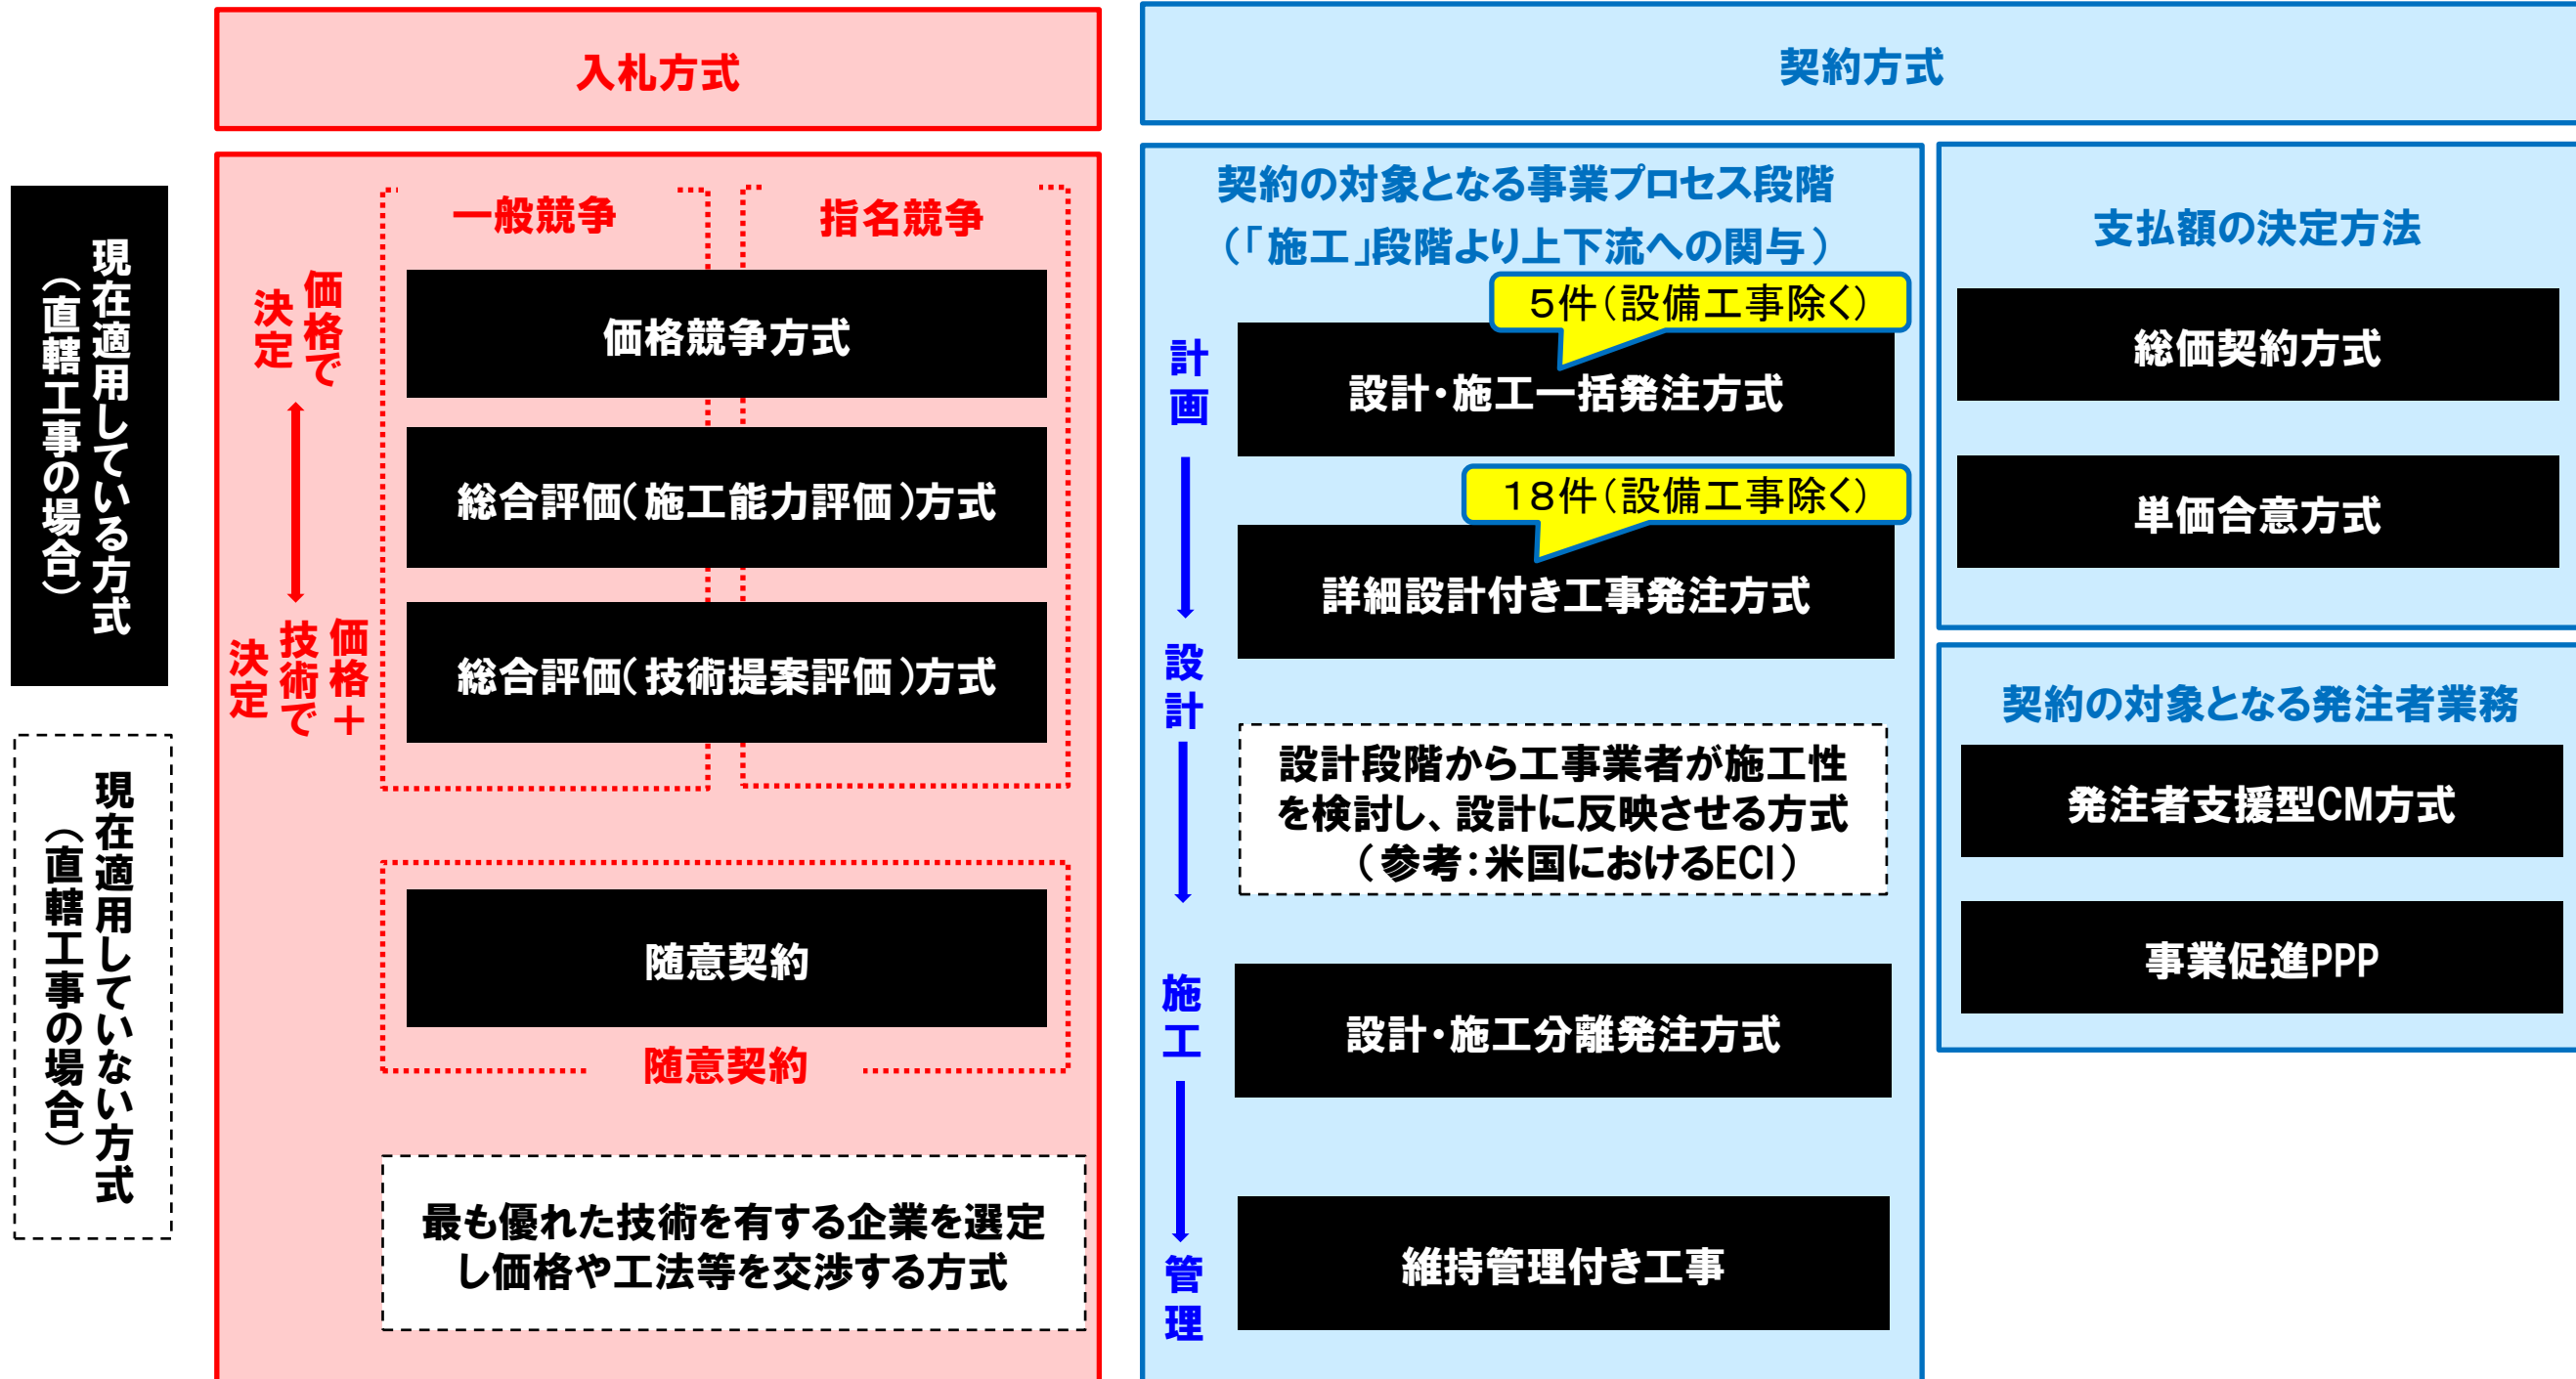 現在適用している方式
（直轄工事の場合）
現在適用していない方式
（直轄工事の場合）
入札方式
一般競争
指名競争
価格で
決定
価格＋
技術で
決定
価格競争方式
総合評価（施工能力評価）方式
総合評価（技術提案評価）方式
随意契約
随意契約
最も優れた技術を有する企業を選定
し価格や工法等を交渉する方式
契約方式
契約の対象となる事業プロセス段階
（「施工」段階より上下流への関与）
計画
設計
施工
管理
５件（設備工事除く）
設計・施工一括発注方式
１８件（設備工事除く）
詳細設計付き工事発注方式
設計段階から工事業者が施工性
を検討し、設計に反映させる方式
（参考：米国におけるECI）
設計・施工分離発注方式
維持管理付き工事
支払額の決定方法
総価契約方式
単価合意方式
契約の対象となる発注者業務
発注者支援型CM方式
事業促進PPP